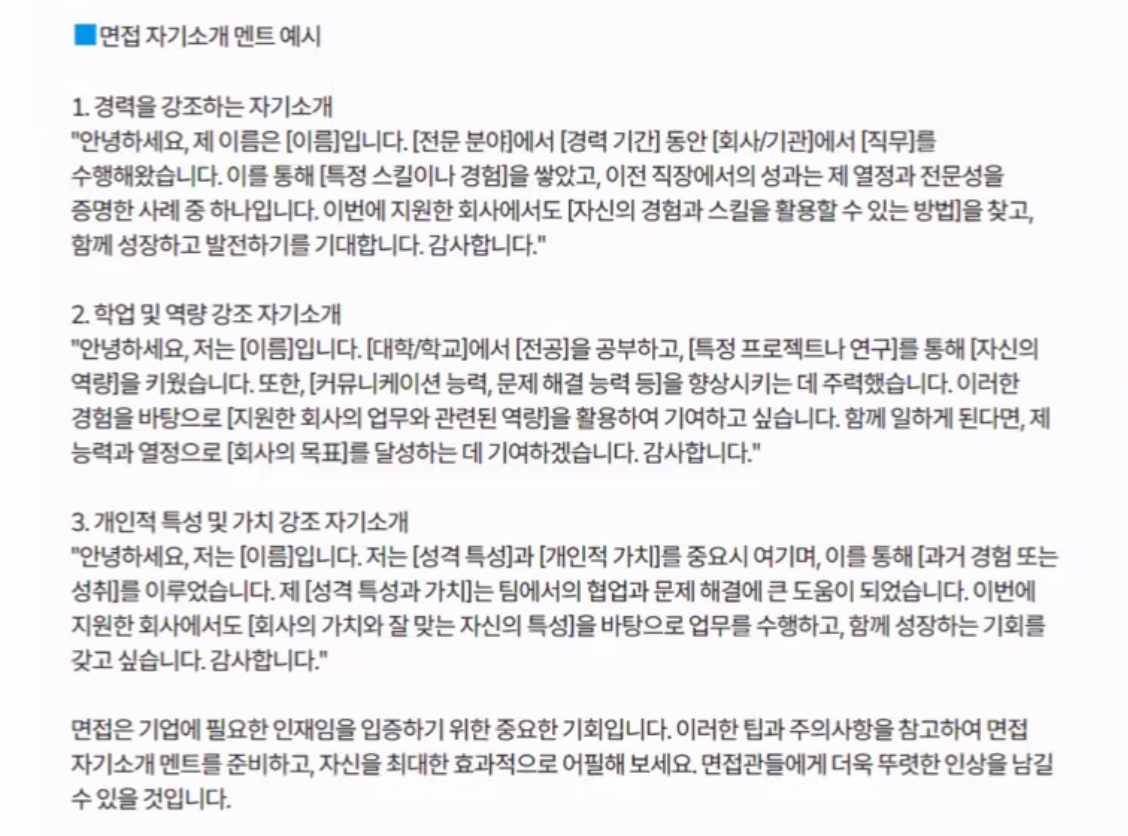 ■면접 자기소개 멘트 예시
1. 경력을 강조하는 자기소개
"안녕하세요, 제 이름은 [이름]입니다. [전문 분야]에서 [경력 기간] 동안 [회사/기관]에서 [직무]를
수행해왔습니다. 이를 통해 [특정 스킬이나 경험]을 쌓았고, 이전 직장에서의 성과는 제 열정과 전문성을
증명한 사례 중 하나입니다. 이번에 지원한 회사에서도 [자신의 경험과 스킬을 활용할 수 있는 방법]을 찾고,
함께 성장하고 발전하기를 기대합니다. 감사합니다."
2. 학업 및 역량 강조 자기소개
"안녕하세요, 저는 [이름]입니다. [대학/학교]에서 [전공]을 공부하고, [특정 프로젝트나 연구]를 통해 [자신의
역량]을 키웠습니다. 또한, [커뮤니케이션 능력, 문제 해결 능력 등]을 향상시키는 데 주력했습니다. 이러한
경험을 바탕으로 [지원한 회사의 업무와 관련된 역량]을 활용하여 기여하고 싶습니다. 함께 일하게 된다면, 제
능력과 열정으로 [회사의 목표]를 달성하는 데 기여하겠습니다. 감사합니다."
3. 개인적 특성 및 가치 강조 자기소개
"안녕하세요, 저는 [이름]입니다. 저는 [성격 특성]과 [개인적 가치]를 중요시 여기며, 이를 통해 [과거 경험 또는
성취]를 이루었습니다. 제 [성격 특성과 가치]는 팀에서의 협업과 문제 해결에 큰 도움이 되었습니다. 이번에
지원한 회사에서도 [회사의 가치와 잘 맞는 자신의 특성]을 바탕으로 업무를 수행하고, 함께 성장하는 기회를
갖고 싶습니다. 감사합니다."
면접은 기업에 필요한 인재임을 입증하기 위한 중요한 기회입니다. 이러한 팁과 주의사항을 참고하여 면접
자기소개 멘트를 준비하고, 자신을 최대한 효과적으로 어필해 보세요. 면접관들에게 더욱 뚜렷한 인상을 남길
수 있을 것입니다.